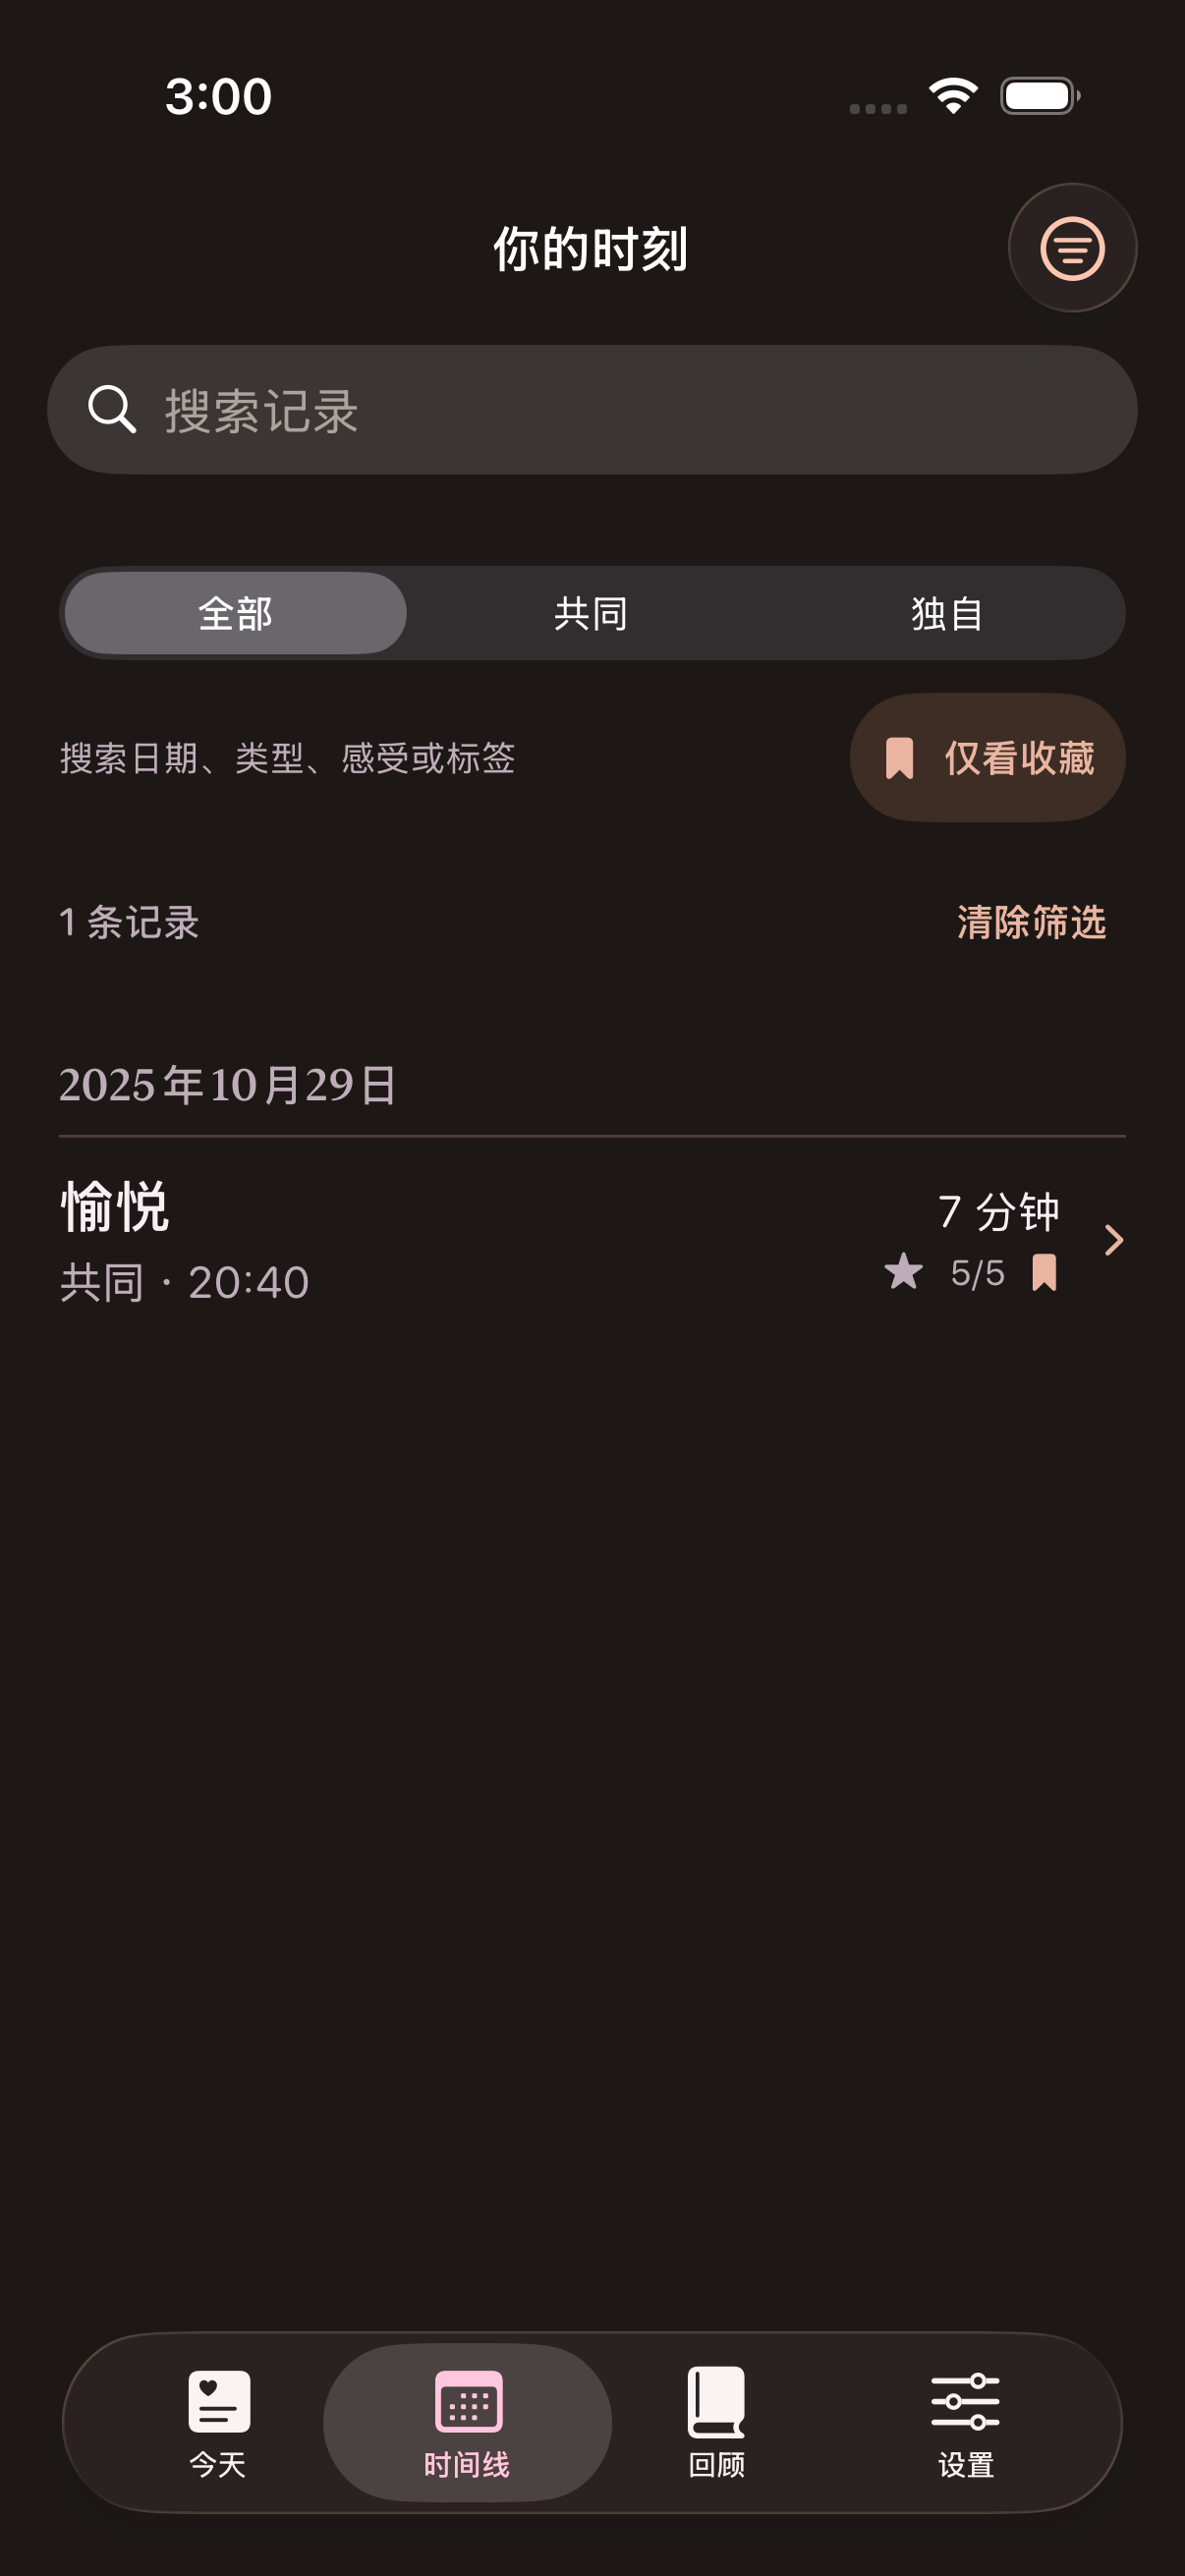 3:00
你的时刻
搜索记录
全部 共同 独自
搜索日期、类型、感受或标签 仅看收藏
1 条记录 清除筛选
2025年10月29日
愉悦 7 分钟
共同 · 20:40 5/5
今天 时间线 回顾 设置